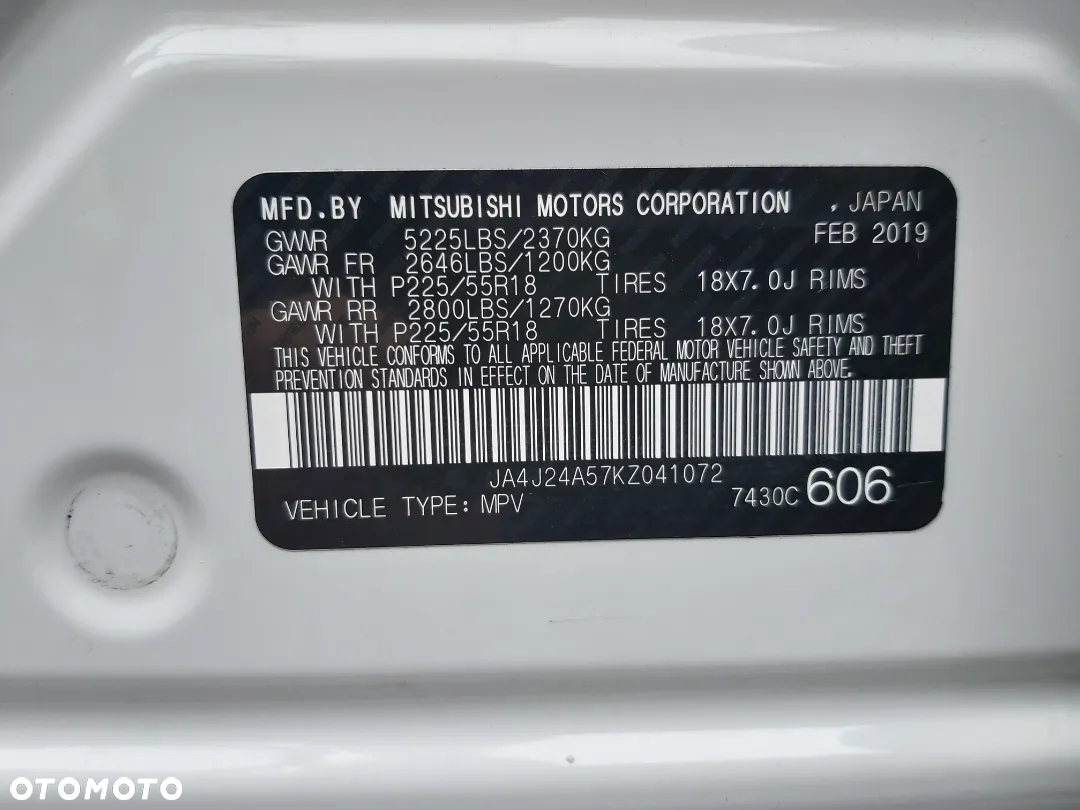 MFD.BY MITSUBISHI MOTORS CORPORATION , JAPAN
GVWR 5225LBS/2370KG FEB 2019
GAWR FR 2646LBS/1200KG
WITH P225/55R18 TIRES 18X7.0J RIMS
GAWR RR 2800LBS/1270KG
WITH P225/55R18 TIRES 18X7.0J RIMS
THIS VEHICLE CONFORMS TO ALL APPLICABLE FEDERAL MOTOR VEHICLE SAFETY AND THEFT
PREVENTION STANDARDS IN EFFECT ON THE DATE OF MANUFACTURE SHOWN ABOVE.
JA4J24A57KZ041072
VEHICLE TYPE: MPV 7430C 606
OTOMOTO